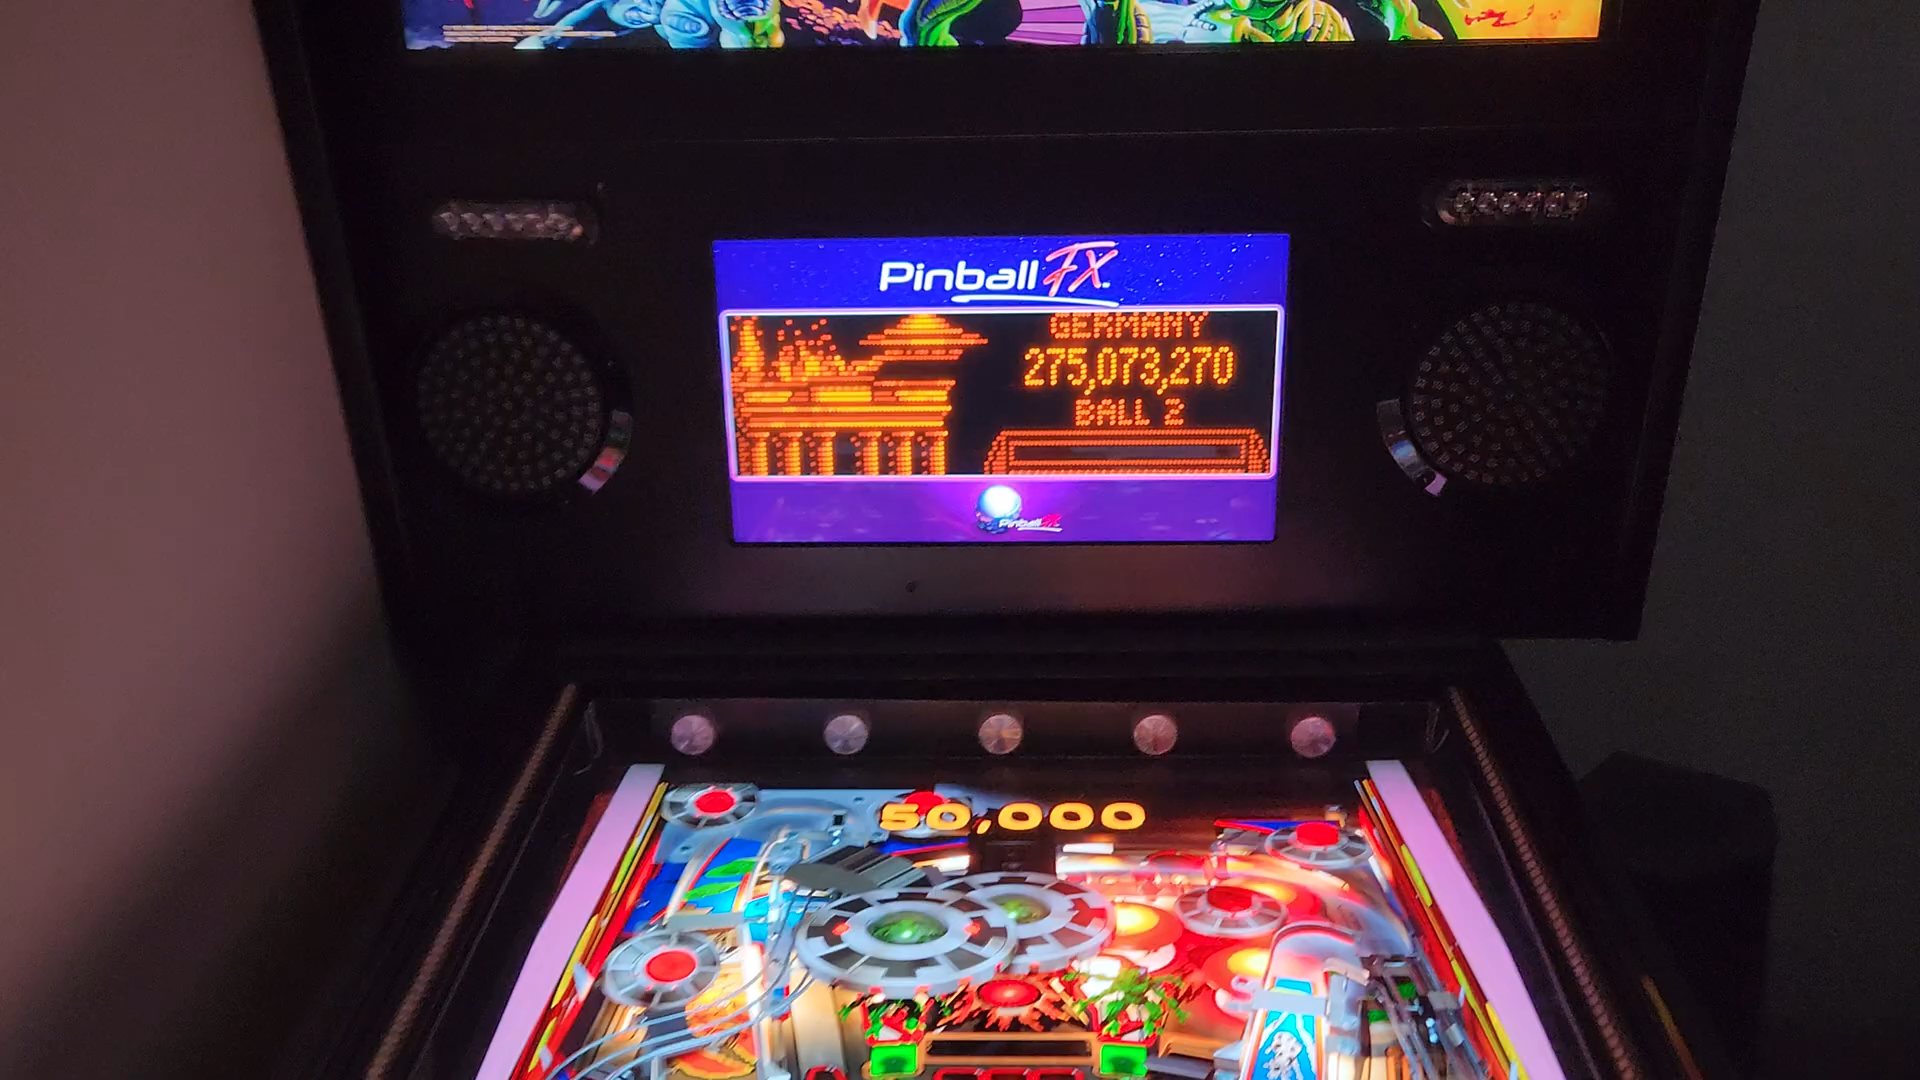 Pinball FX
GERMANY
275,073,270
BALL 2
Pinball FX
50,000